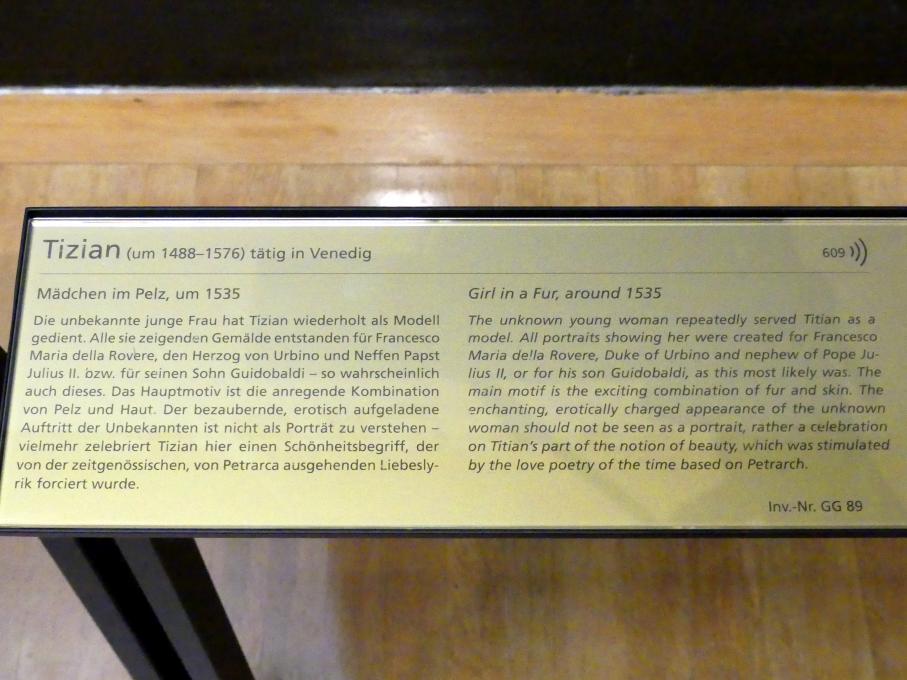 Tizian (um 1488–1576) tätig in Venedig
609
Mädchen im Pelz, um 1535
Die unbekannte junge Frau hat Tizian wiederholt als Modell
gedient. Alle sie zeigenden Gemälde entstanden für Francesco
Maria della Rovere, den Herzog von Urbino und Neffen Papst
Julius II. bzw. für seinen Sohn Guidobaldi – so wahrscheinlich
auch dieses. Das Hauptmotiv ist die anregende Kombination
von Pelz und Haut. Der bezaubernde, erotisch aufgeladene
Auftritt der Unbekannten ist nicht als Porträt zu verstehen –
vielmehr zelebriert Tizian hier einen Schönheitsbegriff, der
von der zeitgenössischen, von Petrarca ausgehenden Liebesly-
rik forciert wurde.
Girl in a Fur, around 1535
The unknown young woman repeatedly served Titian as a
model. All portraits showing her were created for Francesco
Maria della Rovere, Duke of Urbino and nephew of Pope Ju-
lius II, or for his son Guidobaldi, as this most likely was. The
main motif is the exciting combination of fur and skin. The
enchanting, erotically charged appearance of the unknown
woman should not be seen as a portrait, rather a celebration
on Titian's part of the notion of beauty, which was stimulated
by the love poetry of the time based on Petrarch.
Inv.-Nr. GG 89